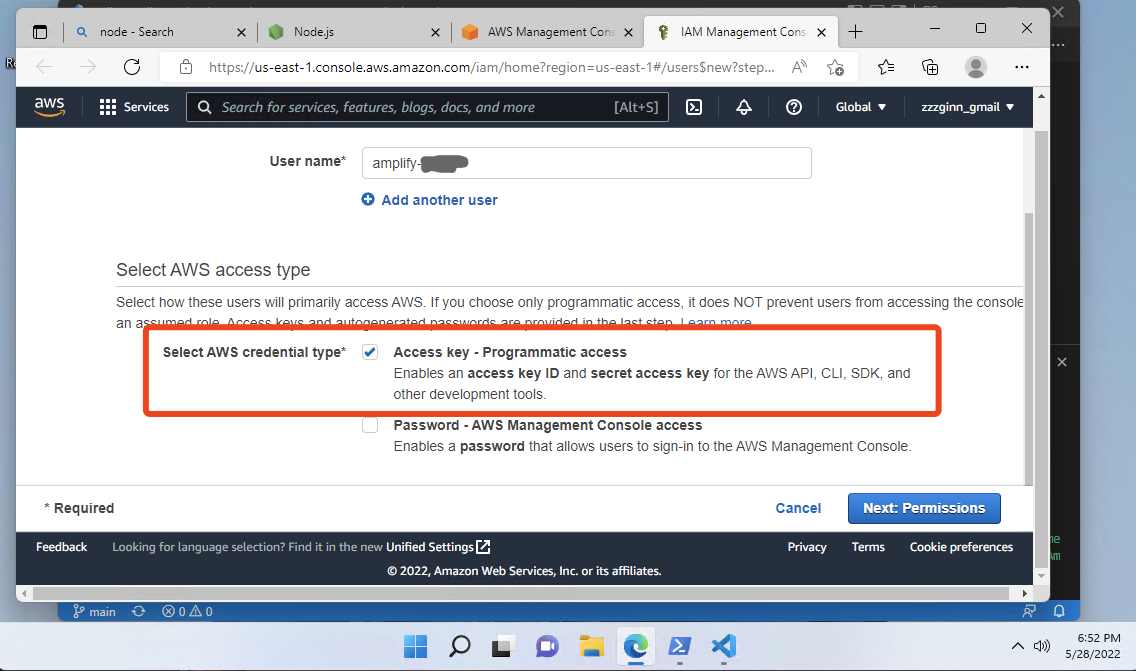 node - Search
Node.js
AWS Management Cons
IAM Management Cons
https://us-east-1.console.aws.amazon.com/iam/home?region=us-east-1#/users$new?step...
aws
Services
Search for services, features, blogs, docs, and more
[Alt+S]
Global
zzzginn_gmail
User name*
amplify-
Add another user
Select AWS access type
Select how these users will primarily access AWS. If you choose only programmatic access, it does NOT prevent users from accessing the console
an assumed role. Access keys and autogenerated passwords are provided in the last step. Learn more
Select AWS credential type*
Access key - Programmatic access
Enables an access key ID and secret access key for the AWS API, CLI, SDK, and
other development tools.
Password - AWS Management Console access
Enables a password that allows users to sign-in to the AWS Management Console.
* Required
Cancel
Next: Permissions
Feedback
Looking for language selection? Find it in the new Unified Settings
Privacy
Terms
Cookie preferences
© 2022, Amazon Web Services, Inc. or its affiliates.
main
0
0
6:52 PM
5/28/2022